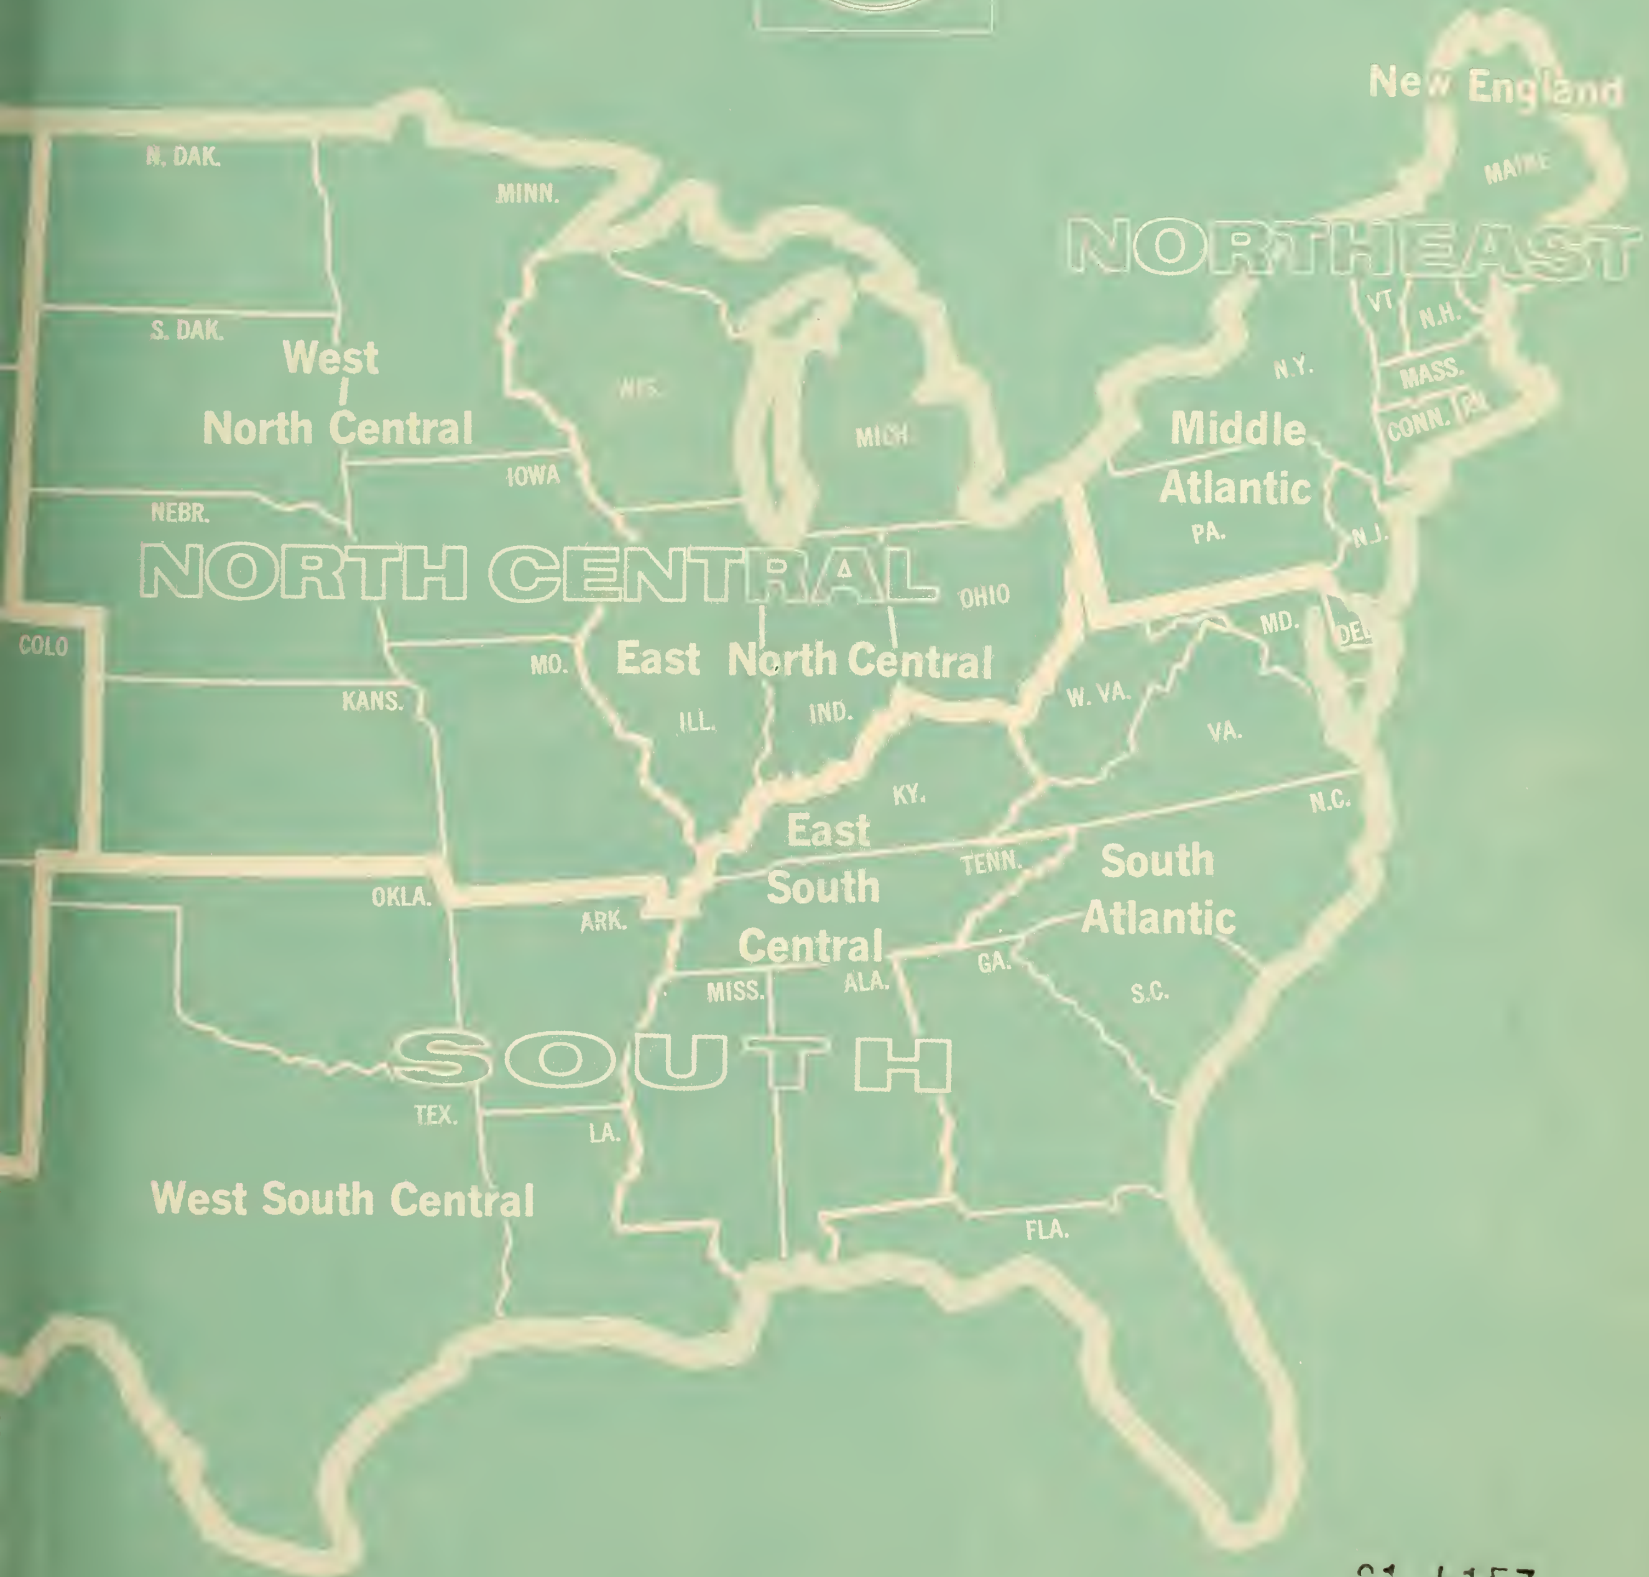 New England
MAINE
N. DAK.
MINN.
NORTHEAST
VT
N.H.
S. DAK.
West
North Central
WIS.
MICH.
N.Y.
MASS.
CONN.
R.I.
Middle
Atlantic
PA.
N.J.
IOWA
NEBR.
NORTH CENTRAL
OHIO
MD.
DEL
COLO
MO.
East North Central
KANS.
ILL.
IND.
W. VA.
VA.
KY.
N.C.
East
South
Central
TENN.
South
Atlantic
OKLA.
ARK.
GA.
MISS.
ALA.
S.C.
SOUTH
TEX.
LA.
West South Central
FLA.